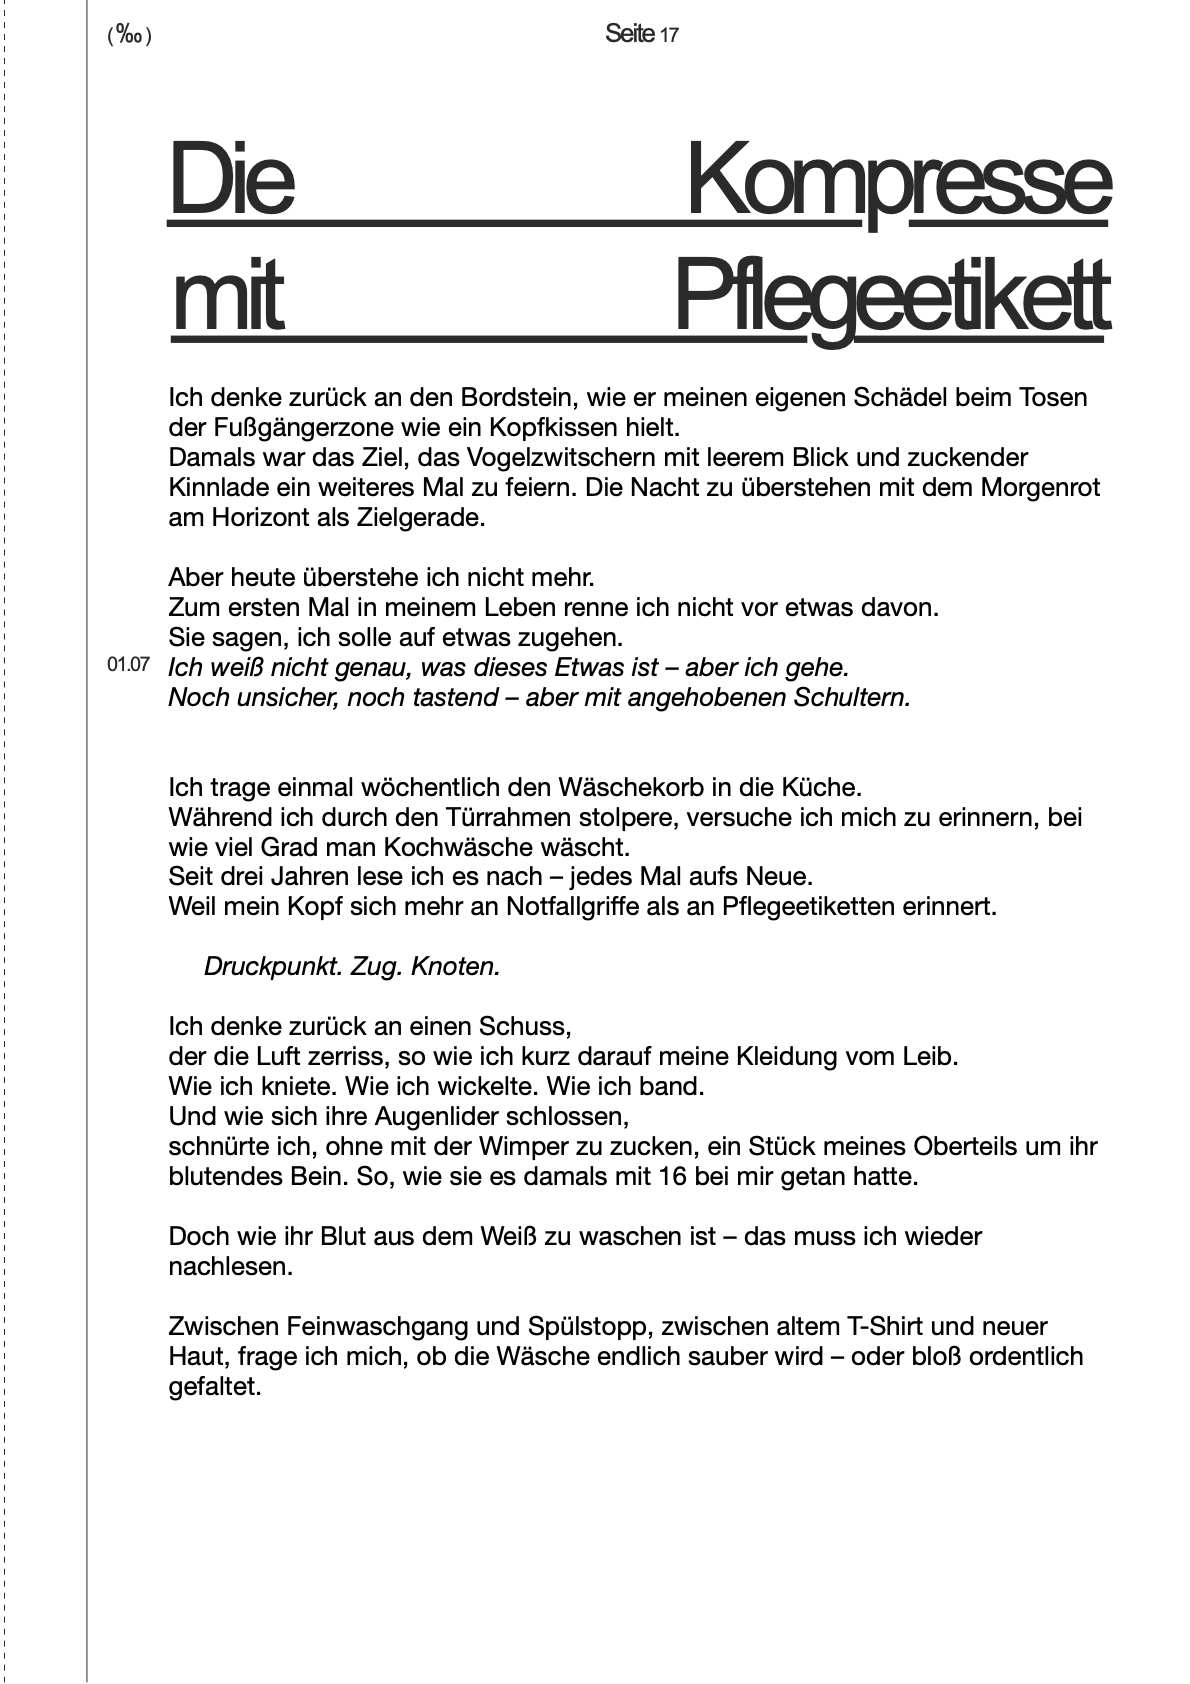 (‰)
Seite 17
Die Kompresse
mit Pflegeetikett
Ich denke zurück an den Bordstein, wie er meinen eigenen Schädel beim Tosen
der Fußgängerzone wie ein Kopfkissen hielt.
Damals war das Ziel, das Vogelzwitschern mit leerem Blick und zuckender
Kinnlade ein weiteres Mal zu feiern. Die Nacht zu überstehen mit dem Morgenrot
am Horizont als Zielgerade.
Aber heute überstehe ich nicht mehr.
Zum ersten Mal in meinem Leben renne ich nicht vor etwas davon.
Sie sagen, ich solle auf etwas zugehen.
01.07 Ich weiß nicht genau, was dieses Etwas ist – aber ich gehe.
Noch unsicher, noch tastend – aber mit angehobenen Schultern.
Ich trage einmal wöchentlich den Wäschekorb in die Küche.
Während ich durch den Türrahmen stolpere, versuche ich mich zu erinnern, bei
wie viel Grad man Kochwäsche wäscht.
Seit drei Jahren lese ich es nach – jedes Mal aufs Neue.
Weil mein Kopf sich mehr an Notfallgriffe als an Pflegeetiketten erinnert.
Druckpunkt. Zug. Knoten.
Ich denke zurück an einen Schuss,
der die Luft zerriss, so wie ich kurz darauf meine Kleidung vom Leib.
Wie ich kniete. Wie ich wickelte. Wie ich band.
Und wie sich ihre Augenlider schlossen,
schnürte ich, ohne mit der Wimper zu zucken, ein Stück meines Oberteils um ihr
blutendes Bein. So, wie sie es damals mit 16 bei mir getan hatte.
Doch wie ihr Blut aus dem Weiß zu waschen ist – das muss ich wieder
nachlesen.
Zwischen Feinwaschgang und Spülstopp, zwischen altem T-Shirt und neuer
Haut, frage ich mich, ob die Wäsche endlich sauber wird – oder bloß ordentlich
gefaltet.